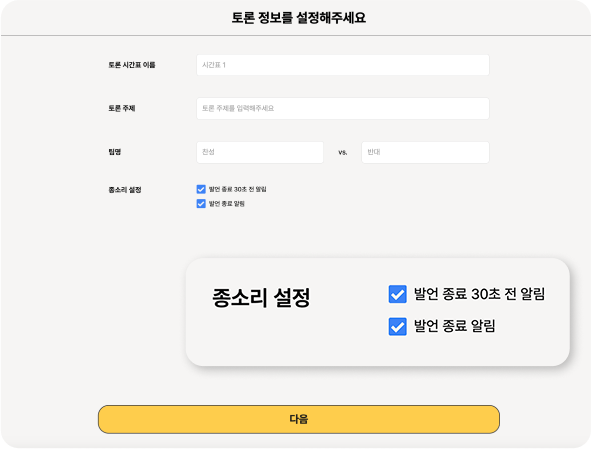 토론 정보를 설정해주세요
토론 시간표 이름
시간표 1
토론 주제
토론 주제를 입력해주세요
팀명
찬성
vs.
반대
종소리 설정
발언 종료 30초 전 알림
발언 종료 알림
종소리 설정
발언 종료 30초 전 알림
발언 종료 알림
다음